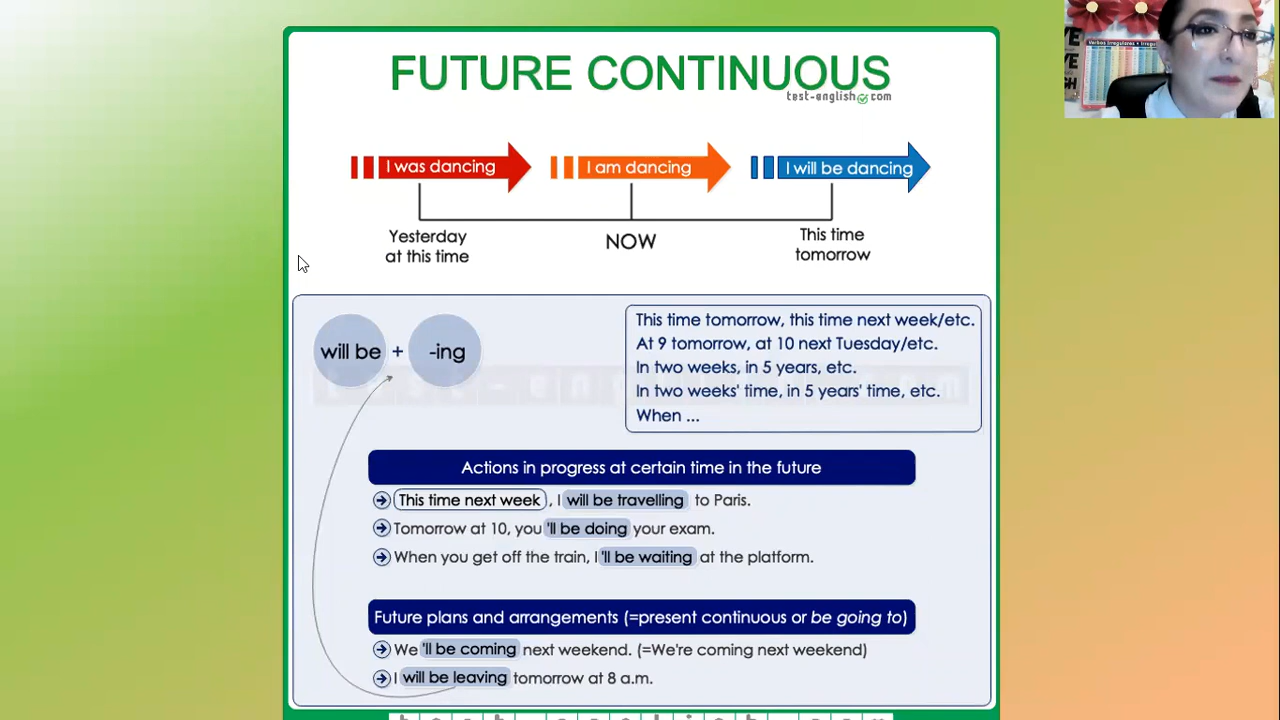 FUTURE CONTINUOUS
test-english com
I was dancing
I am dancing
I will be dancing
Yesterday
at this time
NOW
This time
tomorrow
will be + -ing
This time tomorrow, this time next week/etc.
At 9 tomorrow, at 10 next Tuesday/etc.
In two weeks, in 5 years, etc.
In two weeks' time, in 5 years' time, etc.
When ...
Actions in progress at certain time in the future
This time next week, I will be travelling to Paris.
Tomorrow at 10, you 'll be doing your exam.
When you get off the train, I 'll be waiting at the platform.
Future plans and arrangements (=present continuous or be going to)
We 'll be coming next weekend. (=We're coming next weekend)
I will be leaving tomorrow at 8 a.m.
Verbos Irregulares